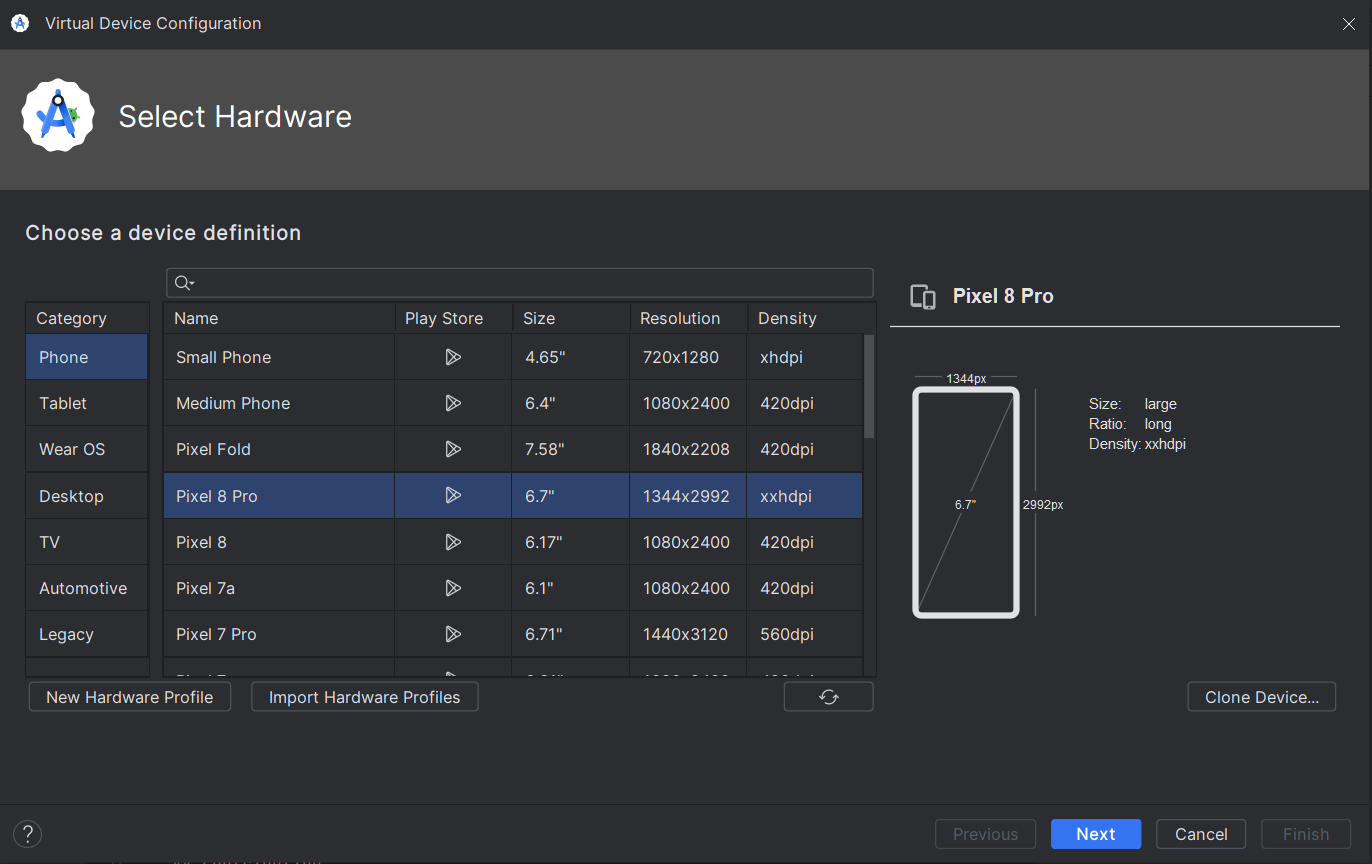 Virtual Device Configuration
Select Hardware
Choose a device definition
Category
Phone
Tablet
Wear OS
Desktop
TV
Automotive
Legacy
Name Play Store Size Resolution Density
Small Phone 4.65" 720x1280 xhdpi
Medium Phone 6.4" 1080x2400 420dpi
Pixel Fold 7.58" 1840x2208 420dpi
Pixel 8 Pro 6.7" 1344x2992 xxhdpi
Pixel 8 6.17" 1080x2400 420dpi
Pixel 7a 6.1" 1080x2400 420dpi
Pixel 7 Pro 6.71" 1440x3120 560dpi
New Hardware Profile Import Hardware Profiles
Pixel 8 Pro
1344px
6.7"
2992px
Size: large
Ratio: long
Density: xxhdpi
Clone Device...
? Previous Next Cancel Finish